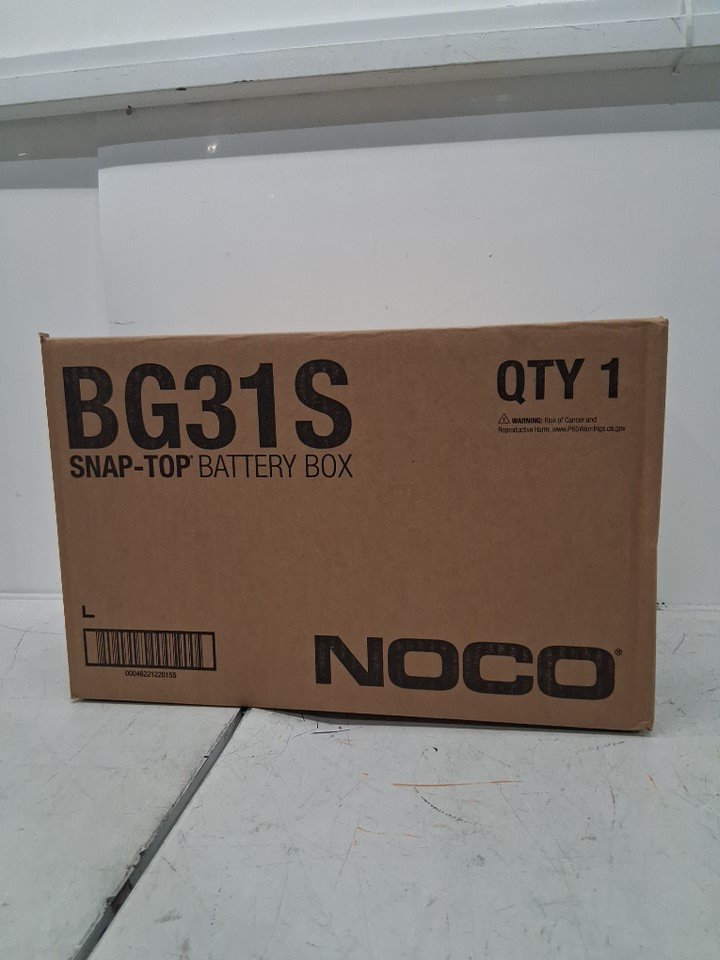 BG31S
SNAP-TOP® BATTERY BOX
QTY 1
⚠ WARNING: Risk of Cancer and
Reproductive Harm. www.P65Warnings.ca.gov
L
00046221220155
NOCO®